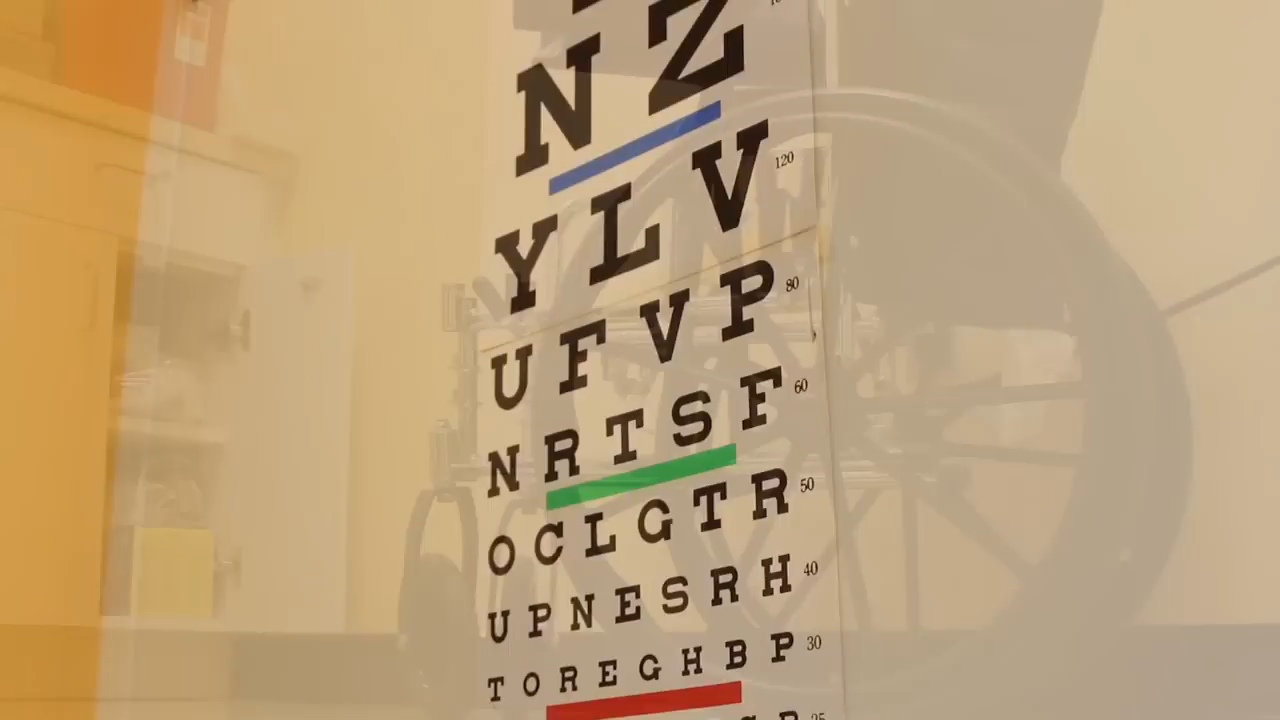 N Z
Y L V 120
U F V P 80
N R T S F 60
O C L G T R 50
U P N E S R H 40
T O R E G H B P 30